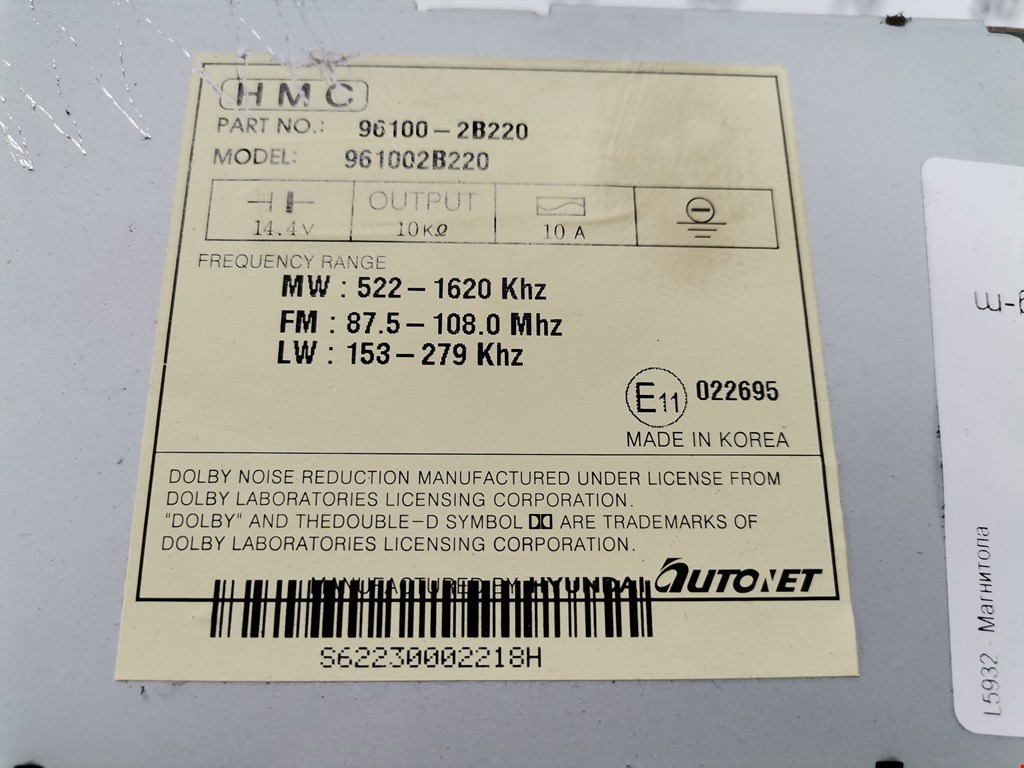 HMC
PART NO.: 96100-2B220
MODEL: 961002B220
14.4V
OUTPUT
10KΩ
10 A
FREQUENCY RANGE
MW : 522-1620 Khz
FM : 87.5-108.0 Mhz
LW : 153-279 Khz
E11 022695
MADE IN KOREA
DOLBY NOISE REDUCTION MANUFACTURED UNDER LICENSE FROM
DOLBY LABORATORIES LICENSING CORPORATION.
"DOLBY" AND THEDOUBLE-D SYMBOL ARE TRADEMARKS OF
DOLBY LABORATORIES LICENSING CORPORATION.
MANUFACTURED BY HYUNDAI AUTONET
S62230002218H
L5932 - Магнитола